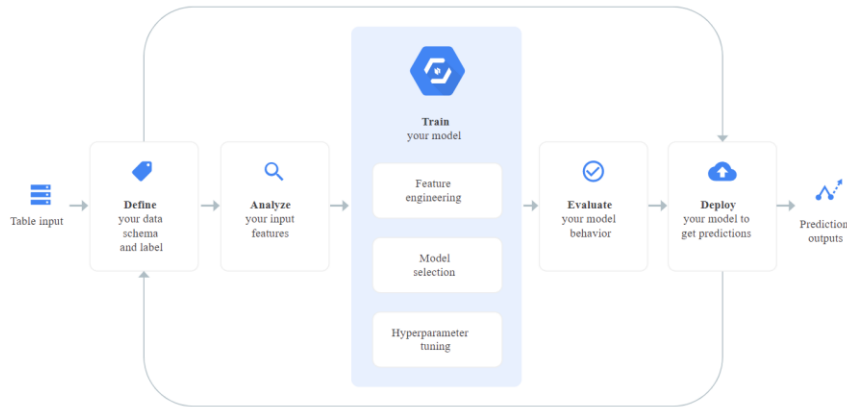 Table input
Define
your data
schema
and label
Analyze
your input
features
Train
your model
Feature
engineering
Model
selection
Hyperparameter
tuning
Evaluate
your model
behavior
Deploy
your model to
get predictions
Prediction
outputs